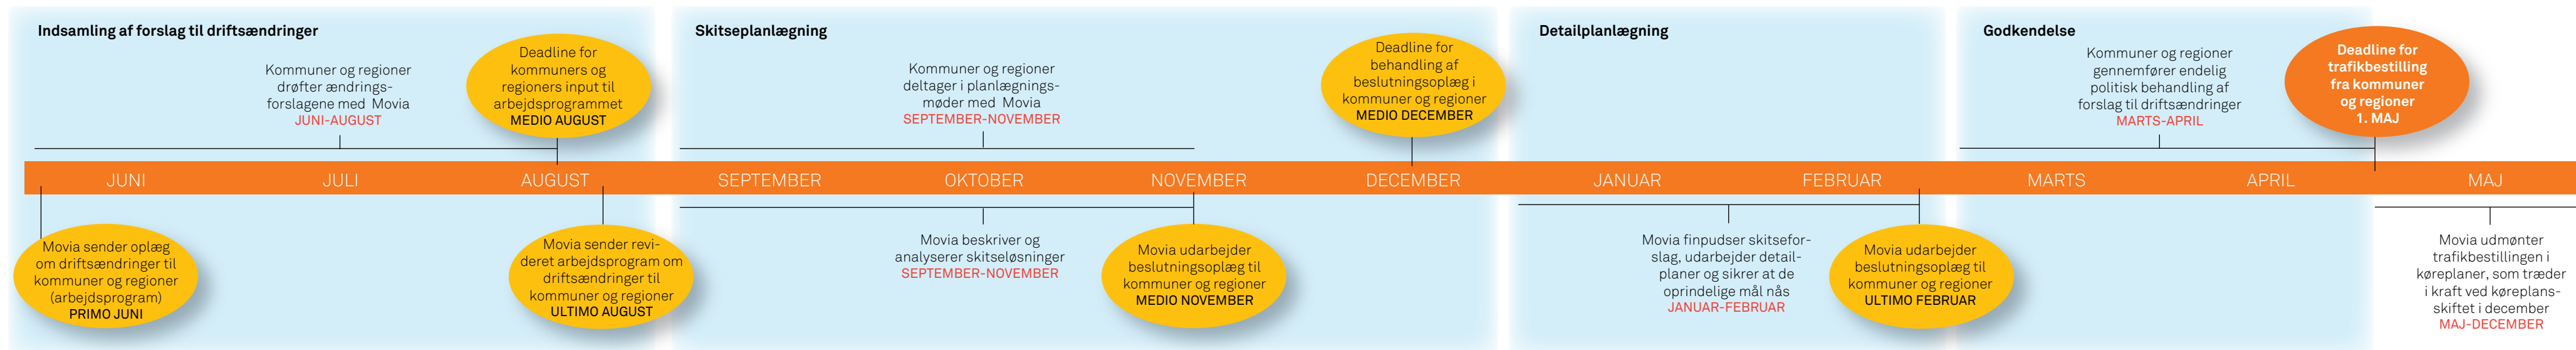 Indsamling af forslag til driftsændringer
Kommuner og regioner
drøfter ændrings-
forslagene med Movia
JUNI-AUGUST
Deadline for
kommuners og
regioners input til
arbejdsprogrammet
MEDIO AUGUST
Skitseplanlægning
Kommuner og regioner
deltager i planlægnings-
møder med Movia
SEPTEMBER-NOVEMBER
Deadline for
behandling af
beslutningsoplæg i
kommuner og regioner
MEDIO DECEMBER
Detailplanlægning
Godkendelse
Kommuner og regioner
gennemfører endelig
politisk behandling af
forslag til driftsændringer
MARTS-APRIL
Deadline for
trafikbestilling
fra kommuner
og regioner
1. MAJ
JUNI JULI AUGUST SEPTEMBER OKTOBER NOVEMBER DECEMBER JANUAR FEBRUAR MARTS APRIL MAJ
Movia sender oplæg
om driftsændringer til
kommuner og regioner
(arbejdsprogram)
PRIMO JUNI
Movia sender revi-
deret arbejdsprogram om
driftsændringer til
kommuner og regioner
ULTIMO AUGUST
Movia beskriver og
analyserer skitseløsninger
SEPTEMBER-NOVEMBER
Movia udarbejder
beslutningsoplæg til
kommuner og regioner
MEDIO NOVEMBER
Movia finpudser skitsefor-
slag, udarbejder detail-
planer og sikrer at de
oprindelige mål nås
JANUAR-FEBRUAR
Movia udarbejder
beslutningsoplæg til
kommuner og regioner
ULTIMO FEBRUAR
Movia udmønter
trafikbestillingen i
køreplaner, som træder
i kraft ved køreplans-
skiftet i december
MAJ-DECEMBER